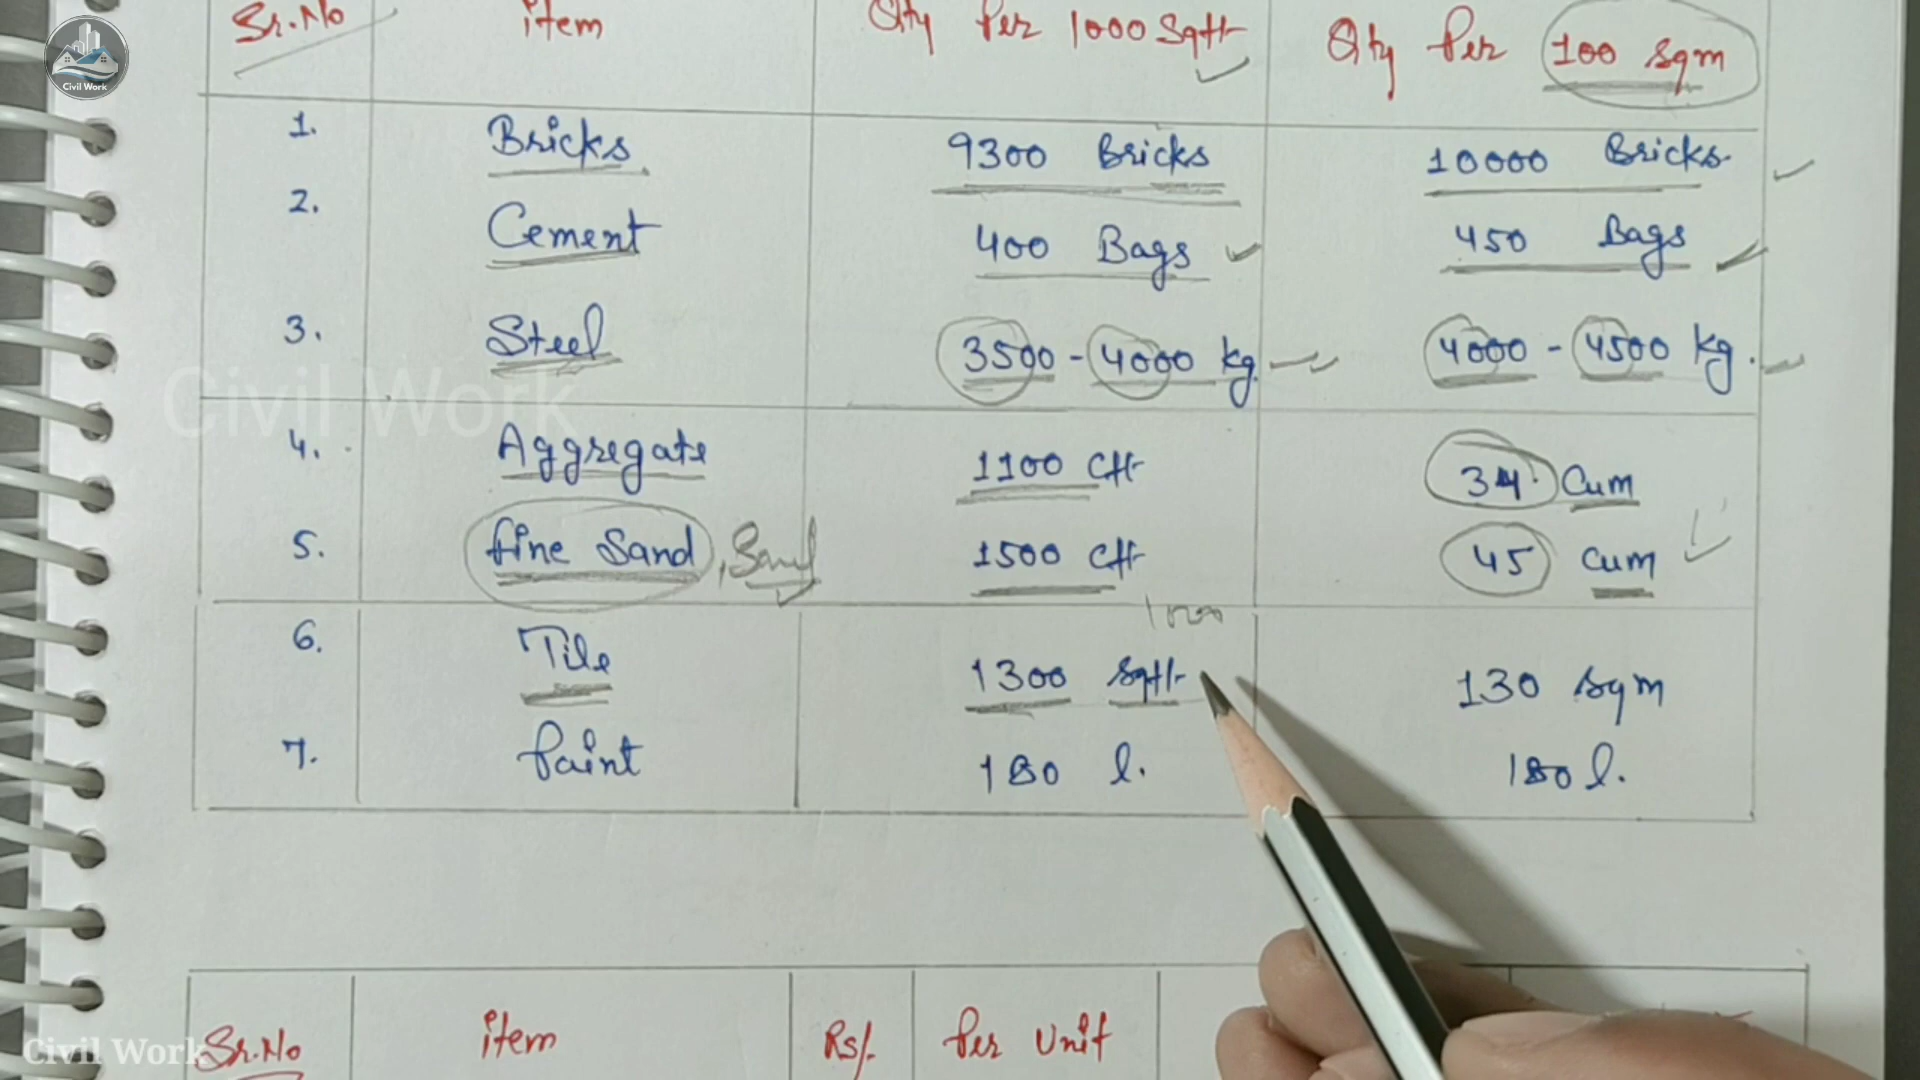 Sr.No item Qty Per 1000 Sqft Qty Per 100 sqm
Civil Work
1. Bricks 9300 Bricks 10000 Bricks.
2. Cement 400 Bags 450 Bags
3. Steel 3500 - 4000 kg. 4000 - 4500 kg.
Civil Work
4. Aggregate 1100 Cft 34 Cum
5. fine Sand, Sand 1500 Cft 45 Cum
1000
6. Tile 1300 Sqft 130 sqm
7. Paint 180 l. 180 l.
Civil Work
Sr.No item Rs/. Per Unit